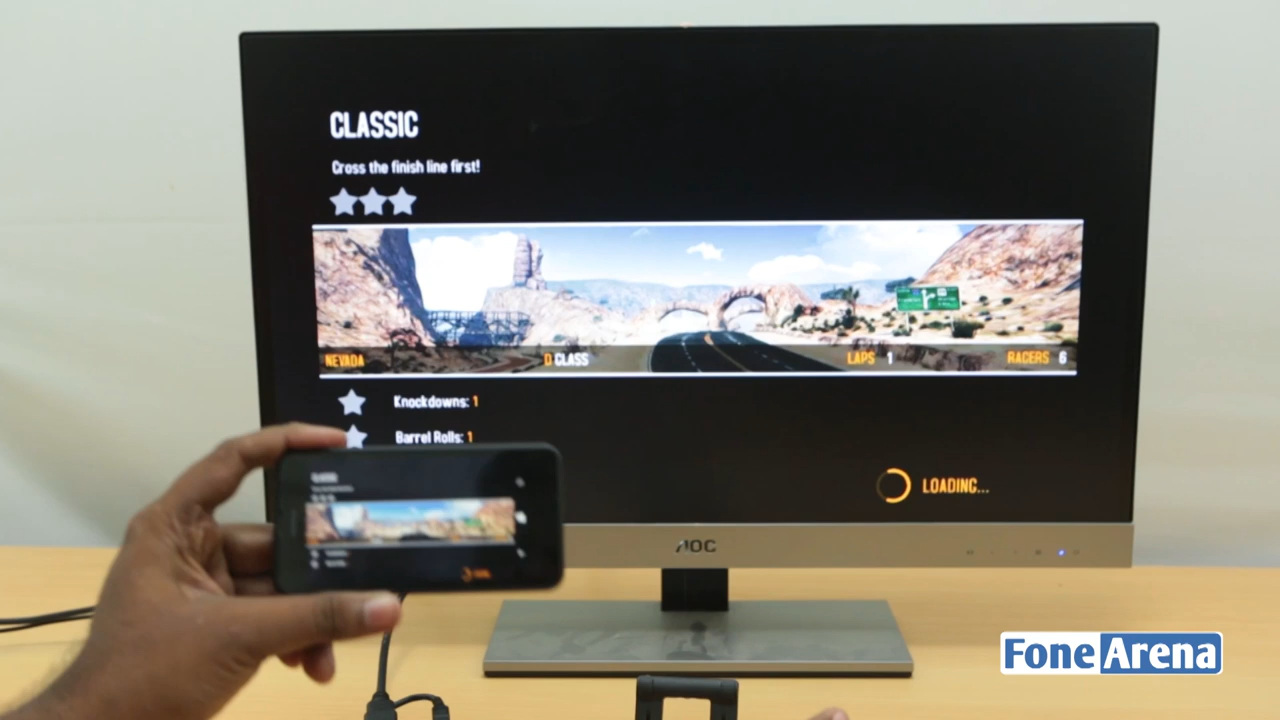 CLASSIC
Cross the finish line first!
NEVADA D CLASS LAPS 1 RACERS 6
Knockdowns: 1
Barrel Rolls: 1
LOADING...
AOC
FoneArena